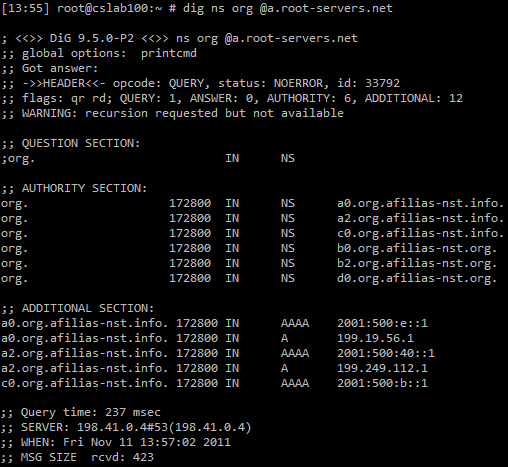 [13:55] root@cslab100:~ # dig ns org @a.root-servers.net
; <<>> DiG 9.5.0-P2 <<>> ns org @a.root-servers.net
;; global options:  printcmd
;; Got answer:
;; ->>HEADER<<- opcode: QUERY, status: NOERROR, id: 33792
;; flags: qr rd; QUERY: 1, ANSWER: 0, AUTHORITY: 6, ADDITIONAL: 12
;; WARNING: recursion requested but not available
;; QUESTION SECTION:
;org. IN NS
;; AUTHORITY SECTION:
org. 172800 IN NS a0.org.afilias-nst.info.
org. 172800 IN NS a2.org.afilias-nst.info.
org. 172800 IN NS c0.org.afilias-nst.info.
org. 172800 IN NS b0.org.afilias-nst.org.
org. 172800 IN NS b2.org.afilias-nst.org.
org. 172800 IN NS d0.org.afilias-nst.org.
;; ADDITIONAL SECTION:
a0.org.afilias-nst.info. 172800 IN AAAA 2001:500:e::1
a0.org.afilias-nst.info. 172800 IN A 199.19.56.1
a2.org.afilias-nst.info. 172800 IN AAAA 2001:500:40::1
a2.org.afilias-nst.info. 172800 IN A 199.249.112.1
c0.org.afilias-nst.info. 172800 IN AAAA 2001:500:b::1
;; Query time: 237 msec
;; SERVER: 198.41.0.4#53(198.41.0.4)
;; WHEN: Fri Nov 11 13:57:02 2011
;; MSG SIZE  rcvd: 423